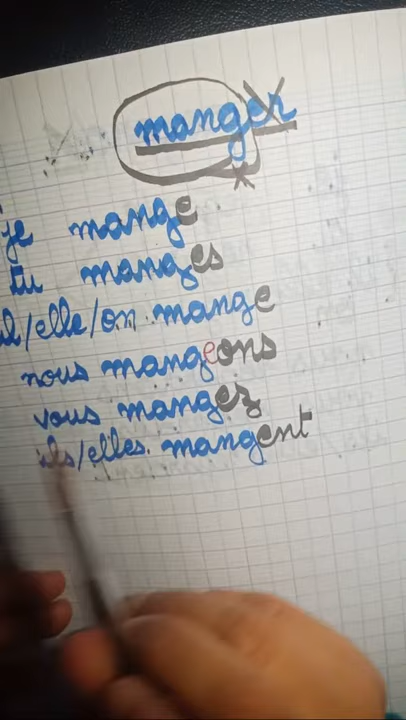 manger
je mange
tu manges
il/elle/on mange
nous mangeons
vous mangez
ils/elles mangent